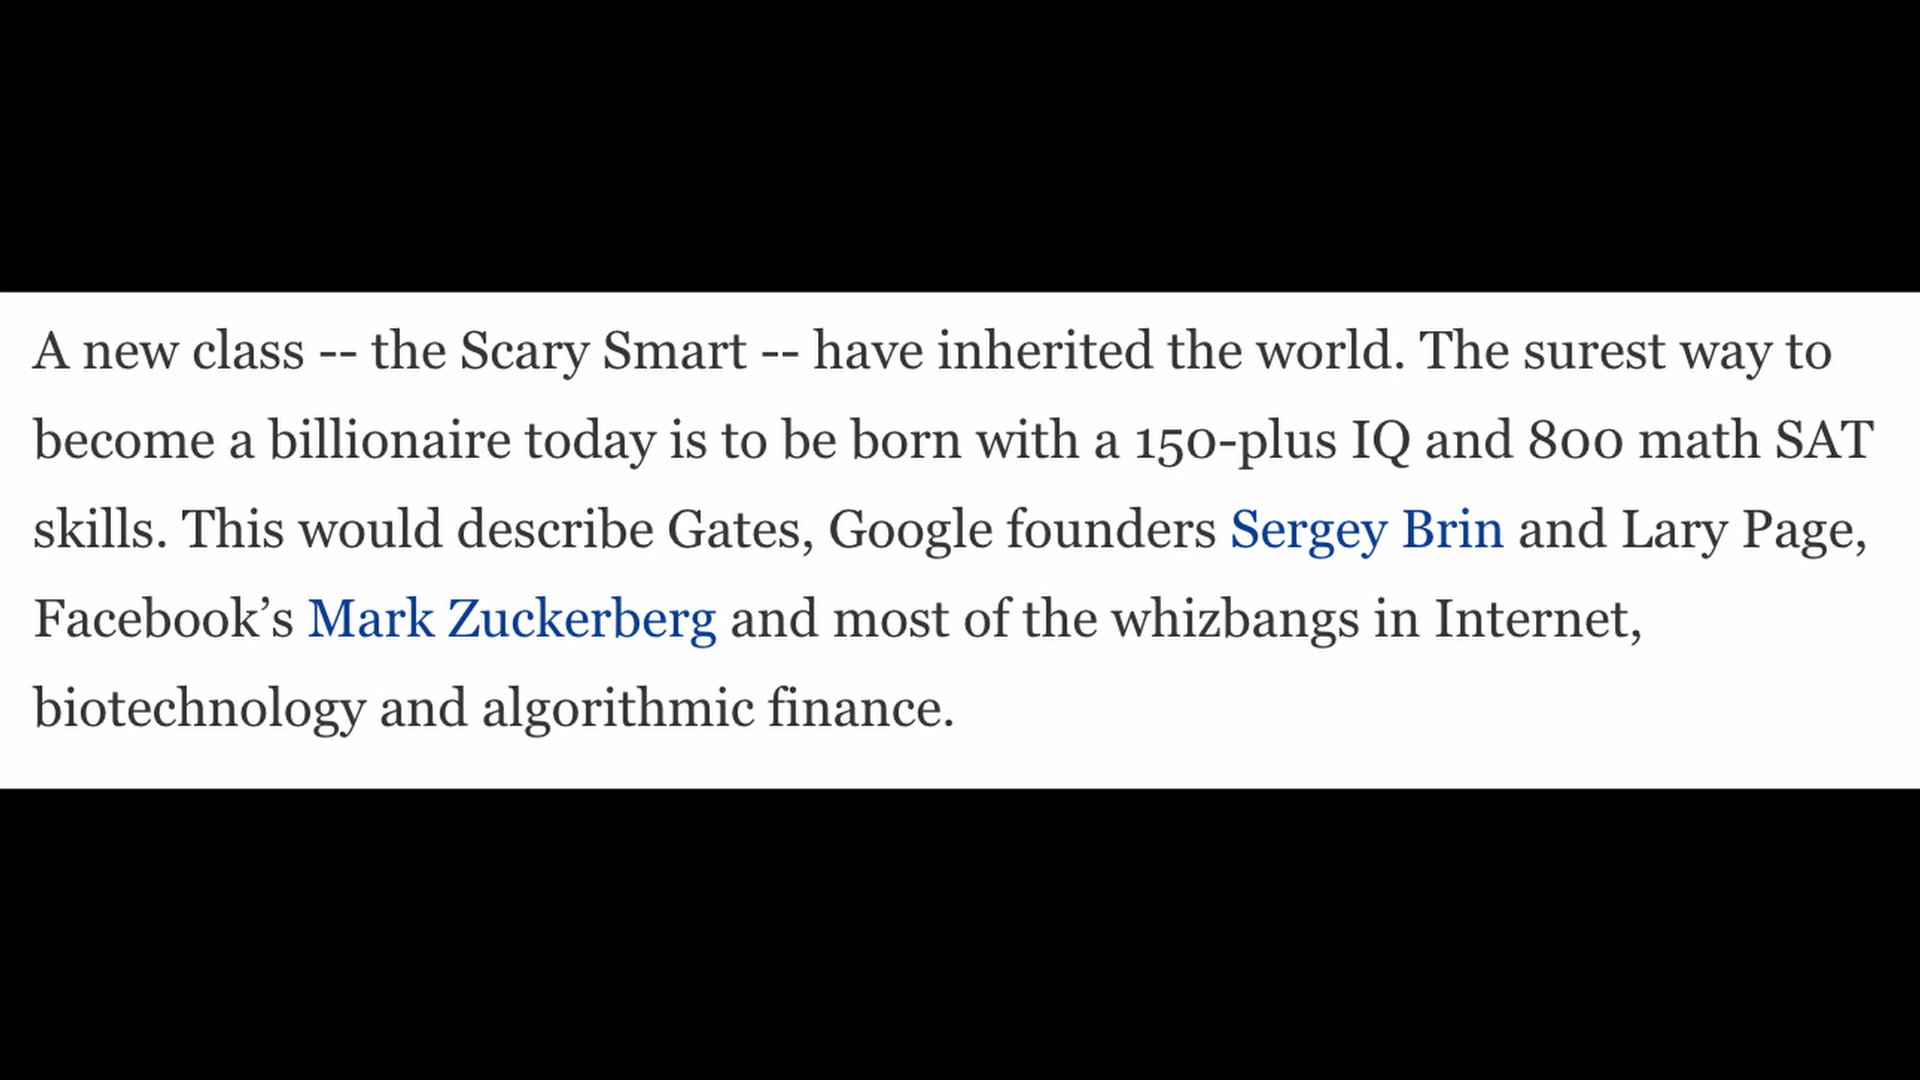 A new class -- the Scary Smart -- have inherited the world. The surest way to
become a billionaire today is to be born with a 150-plus IQ and 800 math SAT
skills. This would describe Gates, Google founders Sergey Brin and Lary Page,
Facebook’s Mark Zuckerberg and most of the whizbangs in Internet,
biotechnology and algorithmic finance.